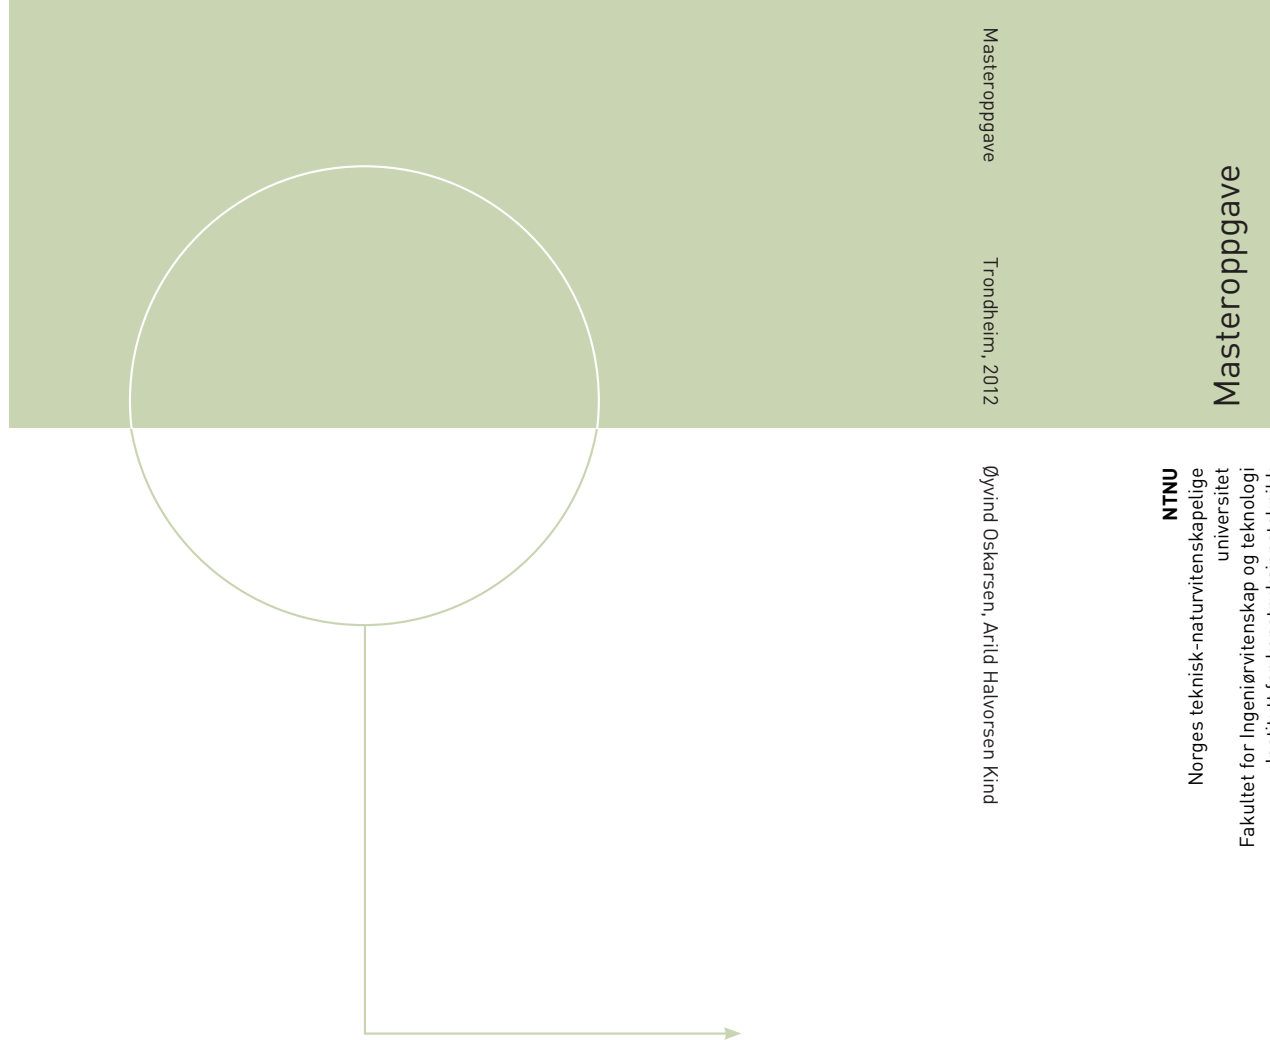 Masteroppgave
Trondheim, 2012
Øyvind Oskarsen, Arild Halvorsen Kind
Masteroppgave
NTNU
Norges teknisk-naturvitenskapelige
universitet
Fakultet for Ingeniørvitenskap og teknologi